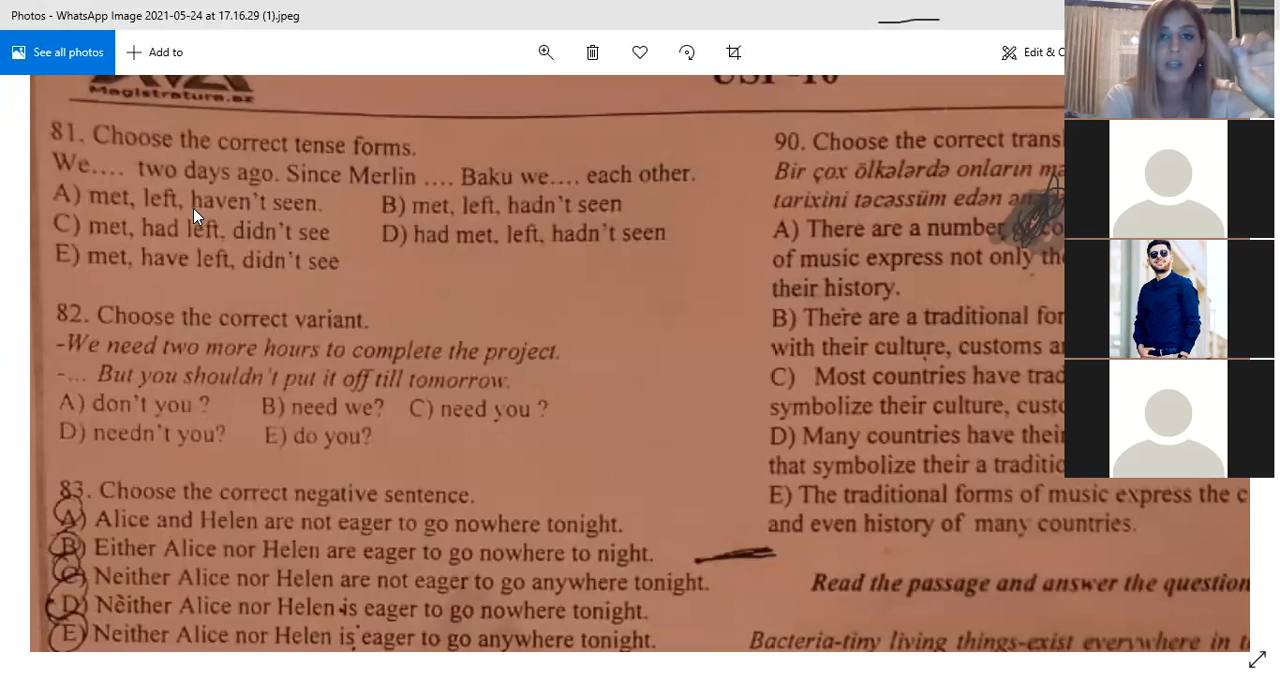 Photos - WhatsApp Image 2021-05-24 at 17.16.29 (1).jpeg
See all photos
Add to
Edit & C
Magistratura.az
81. Choose the correct tense forms.
We.... two days ago. Since Merlin .... Baku we.... each other.
A) met, left, haven't seen. B) met, left, hadn't seen
C) met, had left, didn't see D) had met, left, hadn't seen
E) met, have left, didn't see
82. Choose the correct variant.
-We need two more hours to complete the project.
-... But you shouldn't put it off till tomorrow.
A) don't you ? B) need we? C) need you ?
D) needn't you? E) do you?
83. Choose the correct negative sentence.
A) Alice and Helen are not eager to go nowhere tonight.
B) Either Alice nor Helen are eager to go nowhere to night.
C) Neither Alice nor Helen are not eager to go anywhere tonight.
D) Neither Alice nor Helen is eager to go nowhere tonight.
E) Neither Alice nor Helen is eager to go anywhere tonight.
90. Choose the correct transl
Bir çox ölkələrdə onların mə
tarixini təcəssüm edən
A) There are a number
of music express not only the
their history.
B) There are a traditional for
with their culture, customs a
C) Most countries have trad
symbolize their culture, custo
D) Many countries have their
that symbolize their a traditio
E) The traditional forms of music express the c
and even history of many countries.
Read the passage and answer the question
Bacteria-tiny living things-exist everywhere in t